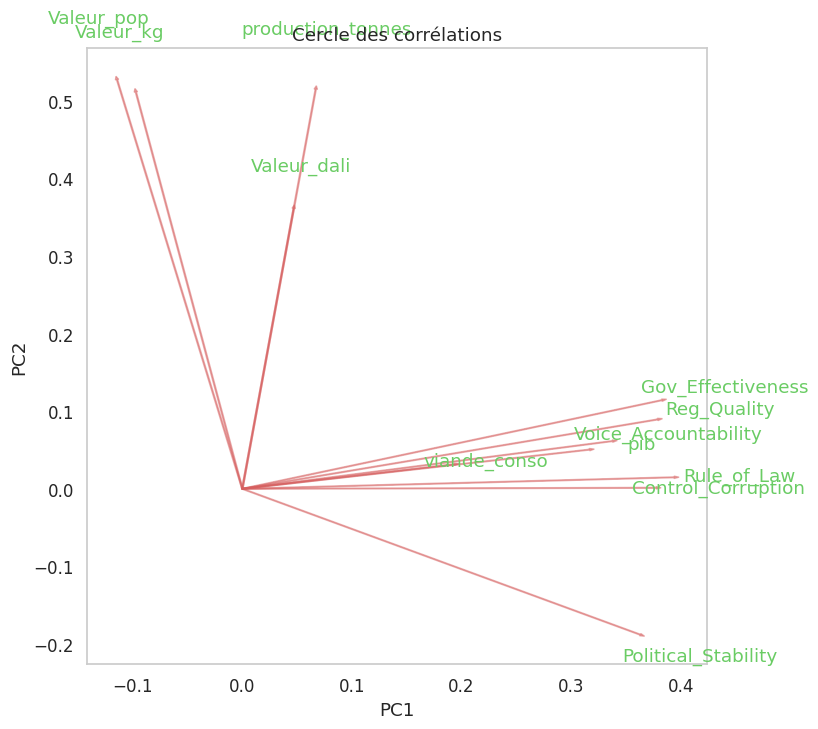 Valeur_pop
Valeur_kg
production_tonnes
Cercle des corrélations
Valeur_dali
Gov_Effectiveness
Reg_Quality
Voice_Accountability
pib
viande_conso
Rule_of_Law
Control_Corruption
Political_Stability
0.5
0.4
0.3
0.2
0.1
0.0
−0.1
−0.2
PC2
−0.1
0.0
0.1
0.2
0.3
0.4
PC1